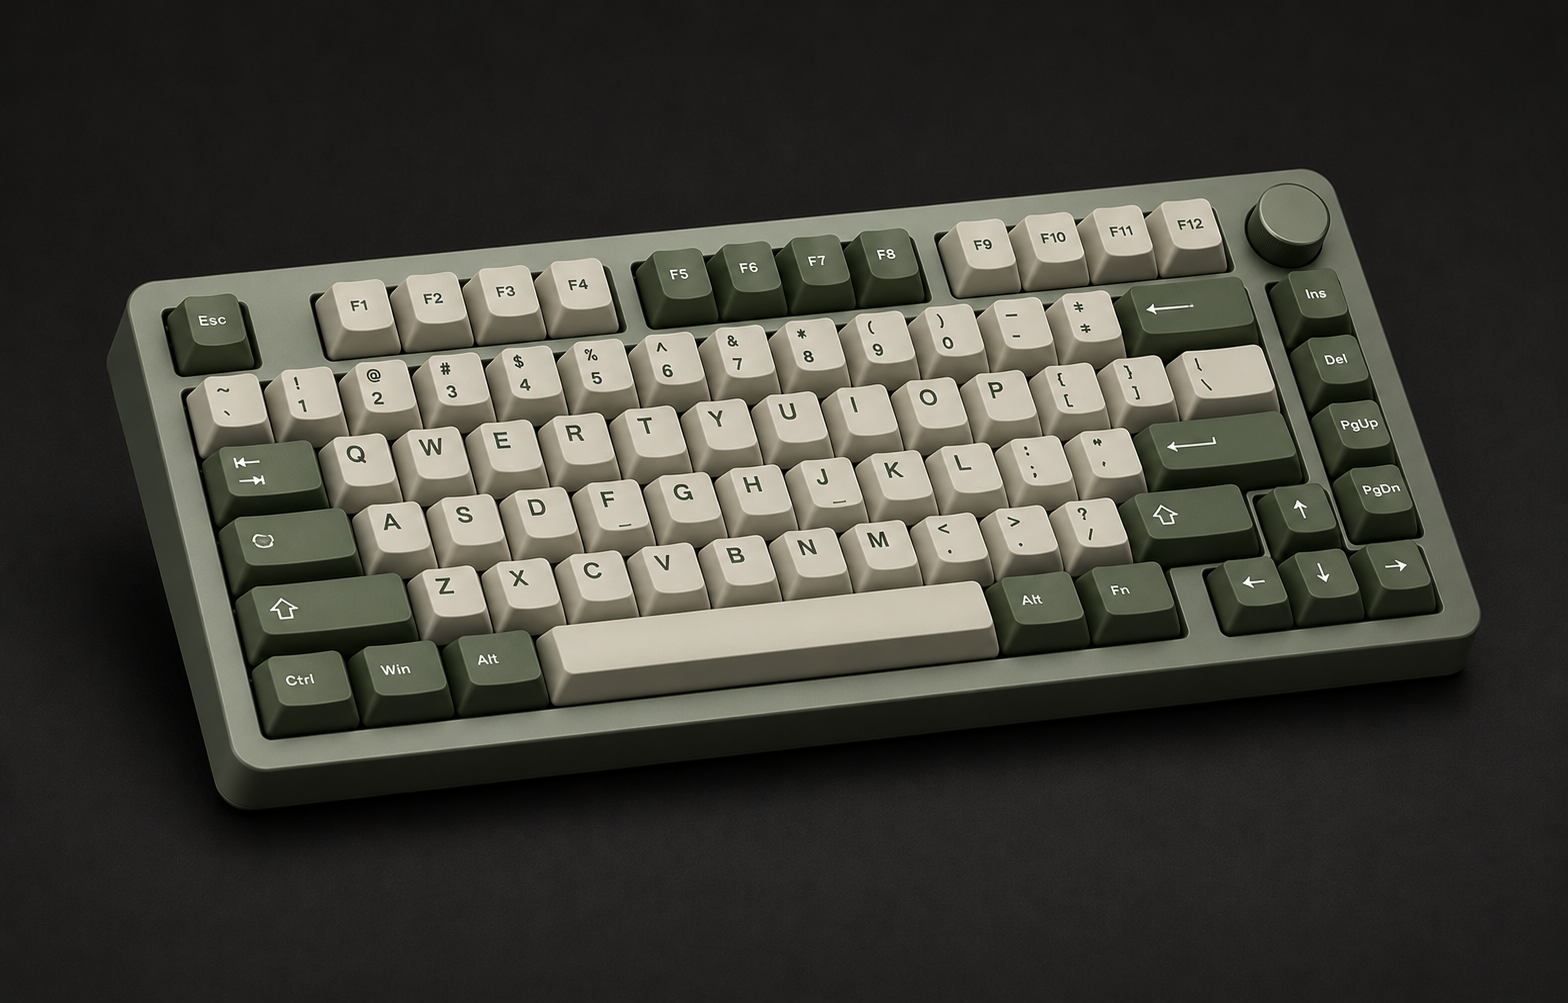 Esc F1 F2 F3 F4 F5 F6 F7 F8 F9 F10 F11 F12
~ ! @ # $ % ^ & * ( ) — ‡ ← Ins
1 2 3 4 5 6 7 8 9 0 - ‡
Q W E R T Y U I O P { } Del
[ ] \
A S D F G H J K L : " PgUp
; ,
Z X C V B N M < > ? ↑ PgDn
. . /
Ctrl Win Alt Alt Fn ← ↓ →